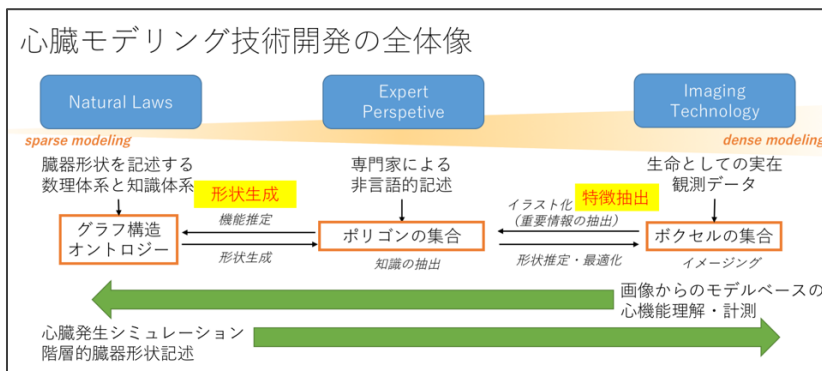 心臓モデリング技術開発の全体像
Natural Laws
Expert
Perspetive
Imaging
Technology
sparse modeling
dense modeling
臓器形状を記述する
数理体系と知識体系
専門家による
非言語的記述
生命としての実在
観測データ
形状生成
特徴抽出
機能推定
イラスト化
（重要情報の抽出）
グラフ構造
オントロジー
ポリゴンの集合
ボクセルの集合
形状生成
知識の抽出
形状推定・最適化
イメージング
画像からのモデルベースの
心機能理解・計測
心臓発生シミュレーション
階層的臓器形状記述